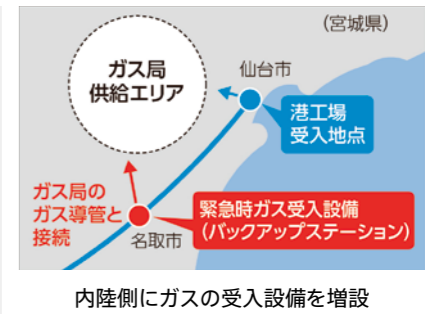 (宮城県)
ガス局
供給エリア
仙台市
港工場
受入地点
ガス局の
ガス導管と
接続
名取市
緊急時ガス受入設備
(バックアップステーション)
内陸側にガスの受入設備を増設